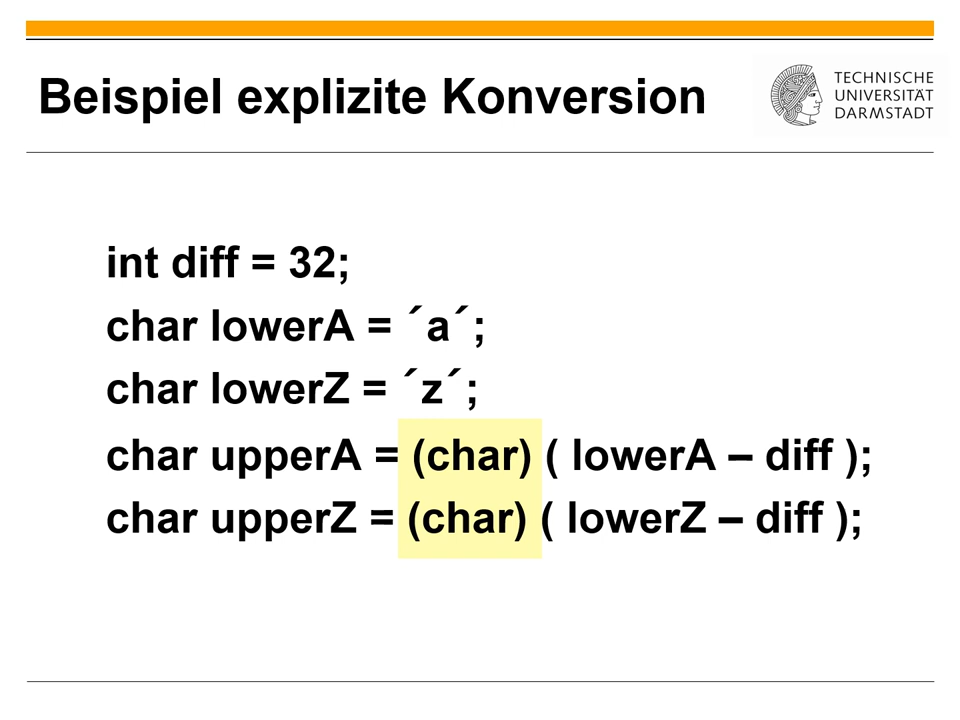 Beispiel explizite Konversion
TECHNISCHE
UNIVERSITÄT
DARMSTADT
int diff = 32;
char lowerA = ´a´;
char lowerZ = ´z´;
char upperA = (char) ( lowerA – diff );
char upperZ = (char) ( lowerZ – diff );